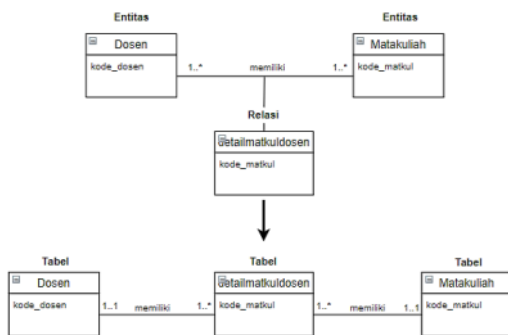 Entitas Entitas
Dosen Matakuliah
kode_dosen kode_matkul
1..* memiliki 1..*
Relasi
detailmatkuldosen
kode_matkul
Tabel Tabel Tabel
Dosen detailmatkuldosen Matakuliah
kode_dosen 1..1 memiliki 1..* kode_matkul 1..* memiliki 1..1 kode_matkul